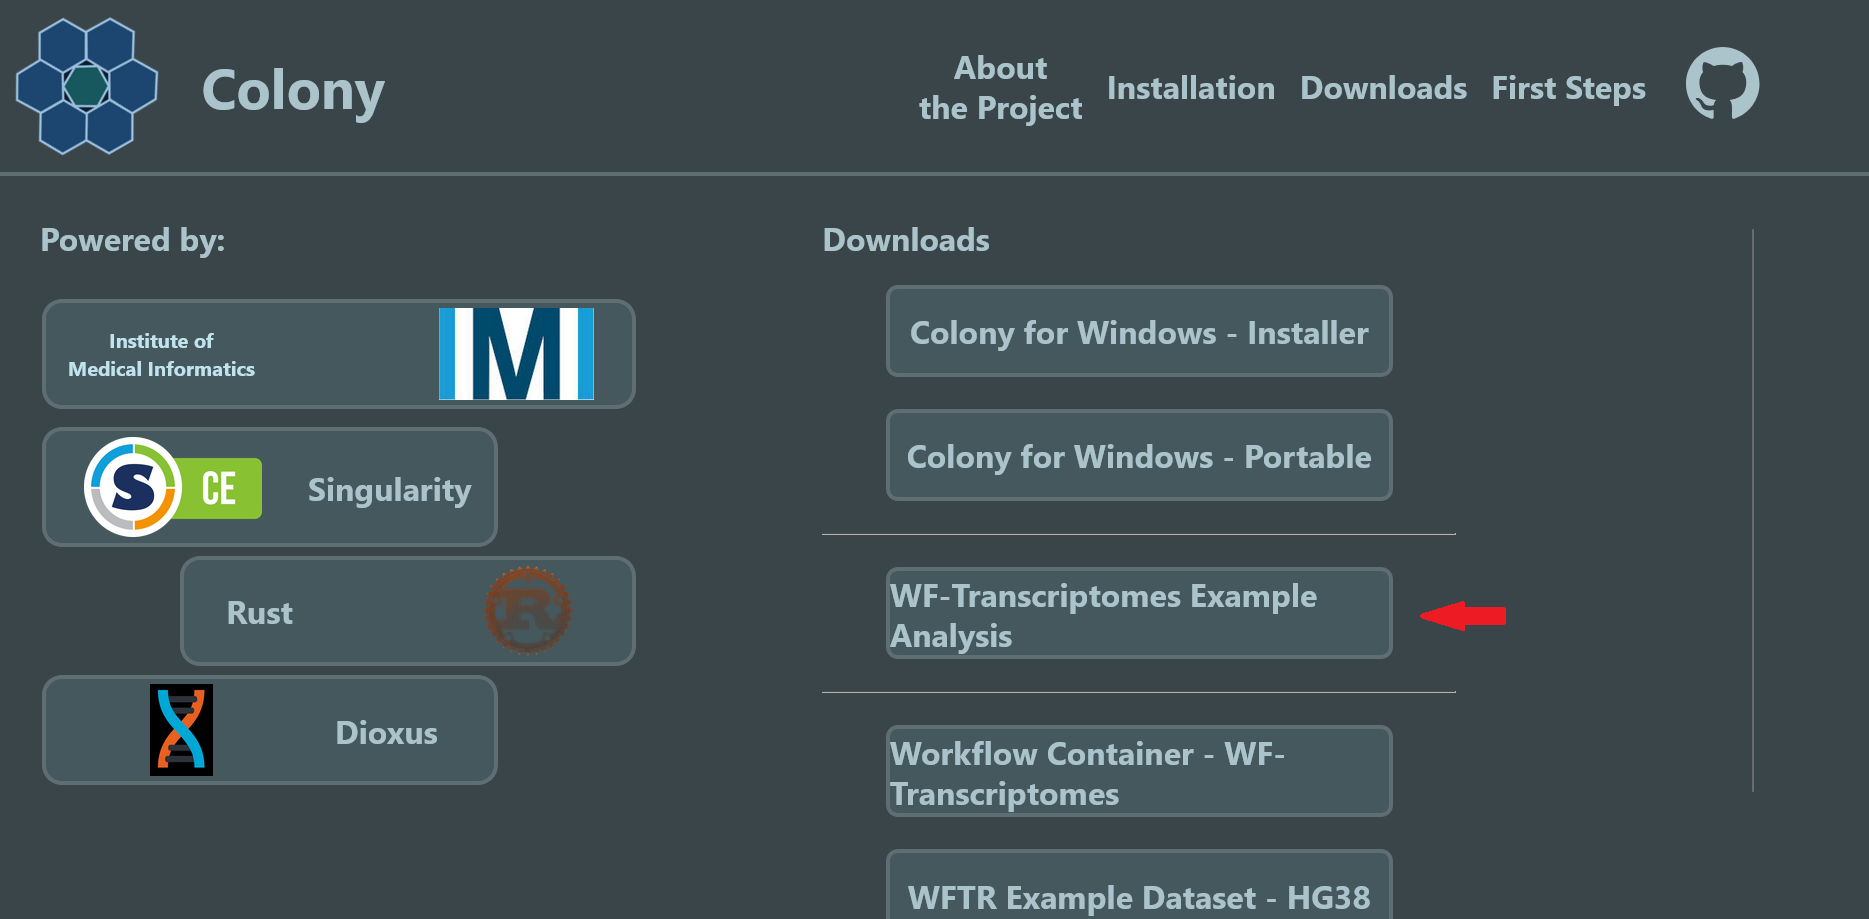 Colony
About
the Project
Installation
Downloads
First Steps
Powered by:
Institute of
Medical Informatics
IMI
S CE
Singularity
Rust
R
Dioxus
Downloads
Colony for Windows - Installer
Colony for Windows - Portable
WF-Transcriptomes Example
Analysis
Workflow Container - WF-
Transcriptomes
WFTR Example Dataset - HG38